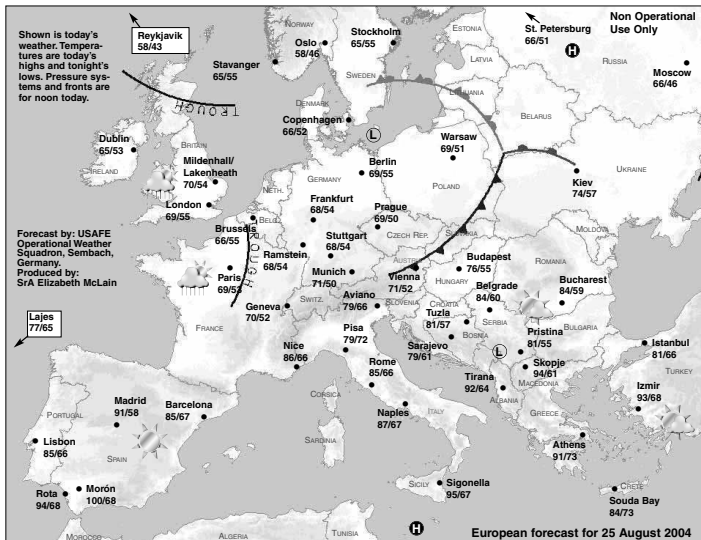 Shown is today's
weather. Tempera-
tures are today's
highs and tonight's
lows. Pressure sys-
tems and fronts are
for noon today.
Reykjavik
58/43
NORWAY
Oslo
58/46
Stockholm
65/55
Stavanger
65/55
SWEDEN
ESTONIA
St. Petersburg
66/51
Non Operational
Use Only
H
LATVIA
RUSSIA
Moscow
66/46
LITHUANIA
TROUGH
DENMARK
Copenhagen
66/52
L
BELARUS
Dublin
65/53
IRELAND
BRITAIN
Mildenhall/
Lakenheath
70/54
London
69/55
NETH.
GERMANY
Berlin
69/55
Warsaw
69/51
POLAND
UKRAINE
Kiev
74/57
Frankfurt
68/54
Prague
69/50
CZECH REP.
SLOVAKIA
Brussels
66/55
BELG.
TROUGH
Stuttgart
68/54
Ramstein
68/54
Munich
71/50
AUSTRIA
Vienna
71/52
Budapest
76/55
HUNGARY
MOLDOVA
ROMANIA
Forecast by: USAFE
Operational Weather
Squadron, Sembach,
Germany.
Produced by:
SrA Elizabeth McLain
Paris
69/53
FRANCE
Geneva
70/52
SWITZ.
Aviano
79/66
SLOVENIA
CROATIA
Belgrade
84/60
Bucharest
84/59
Tuzla
81/57
BOSNIA
SERBIA
BULGARIA
Lajes
77/65
Nice
86/66
Pisa
79/72
Sarajevo
79/61
L
Pristina
81/55
Skopje
94/61
MACEDONIA
Istanbul
81/66
TURKEY
Rome
85/66
ITALY
Tirana
92/64
ALBANIA
Izmir
93/68
CORSICA
Naples
87/67
GREECE
Athens
91/73
PORTUGAL
Madrid
91/58
Barcelona
85/67
SARDINIA
Lisbon
85/66
SPAIN
Rota
94/68
Morón
100/68
SICILY
Sigonella
95/67
CRETE
Souda Bay
84/73
MOROCCO
ALGERIA
TUNISIA
H
European forecast for 25 August 2004